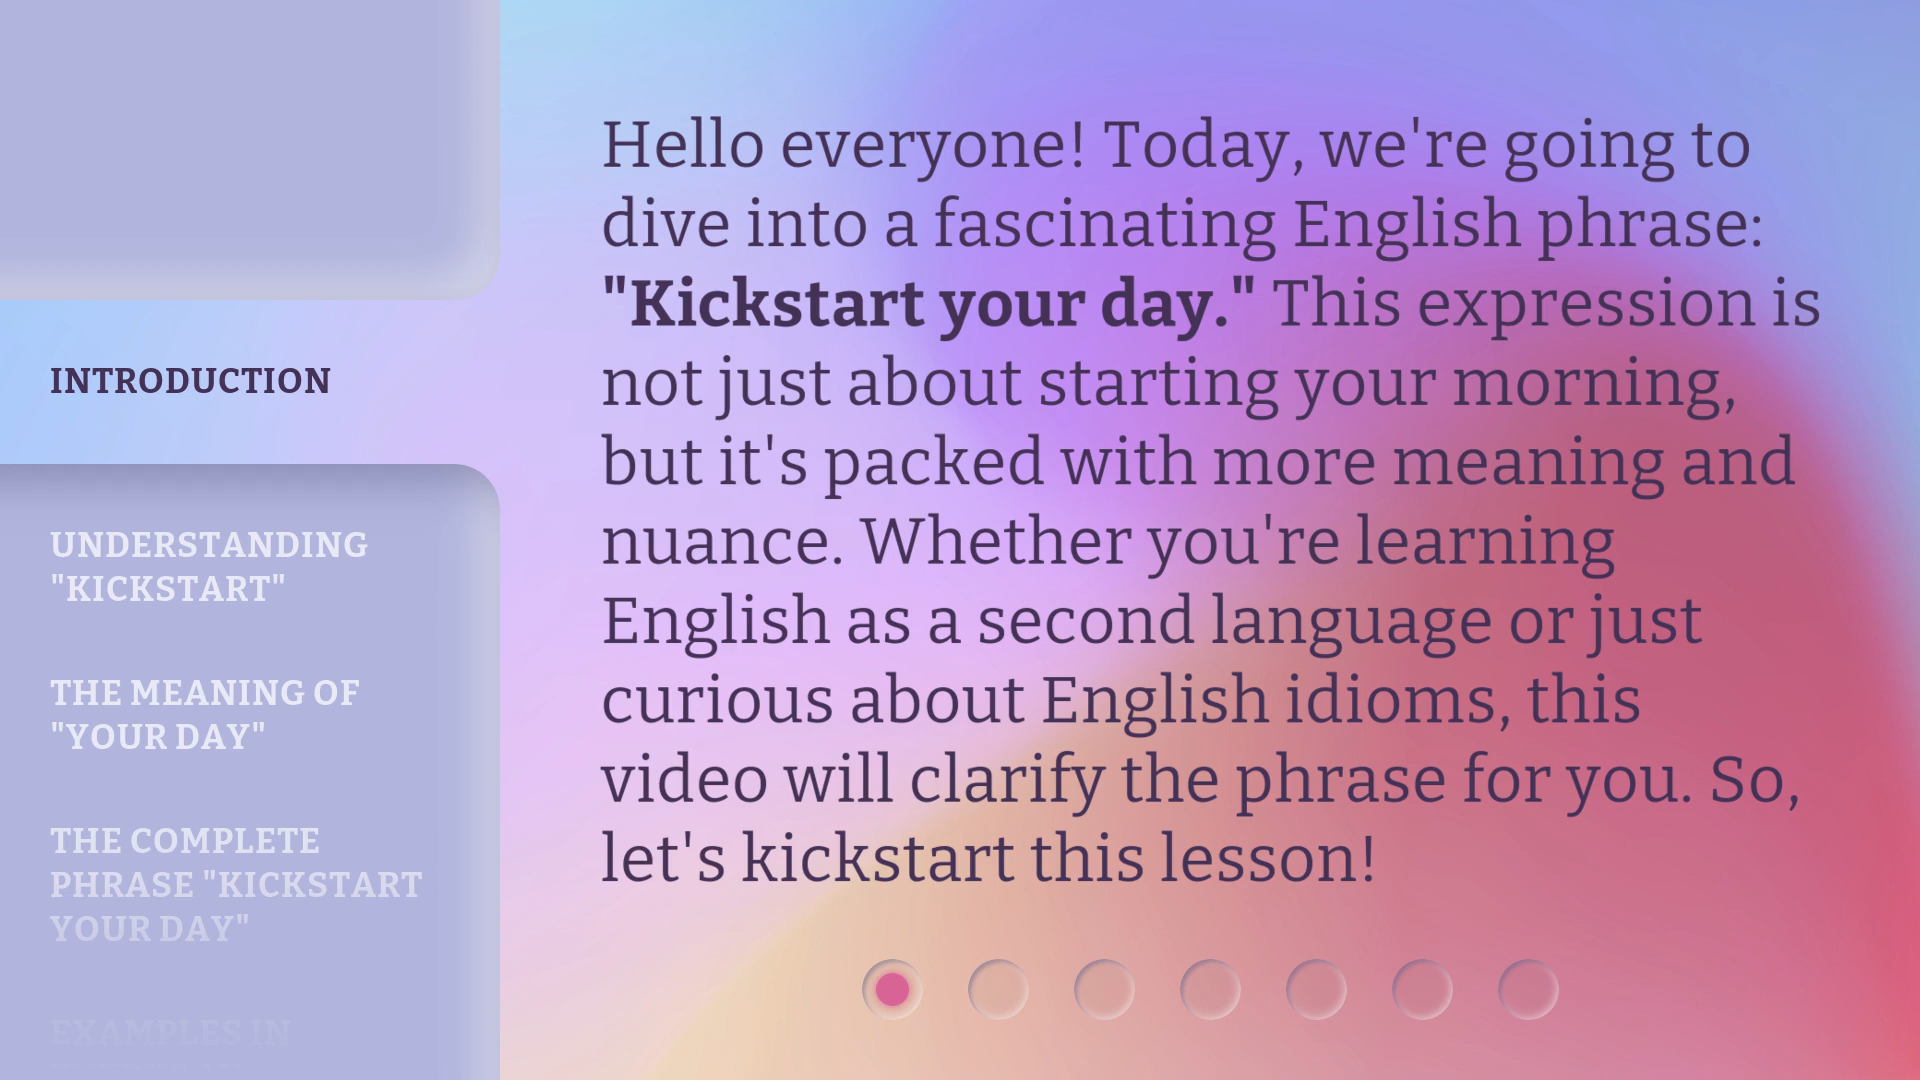 INTRODUCTION
UNDERSTANDING
"KICKSTART"
THE MEANING OF
"YOUR DAY"
THE COMPLETE
PHRASE "KICKSTART
YOUR DAY"
EXAMPLES IN
Hello everyone! Today, we're going to
dive into a fascinating English phrase:
"Kickstart your day." This expression is
not just about starting your morning,
but it's packed with more meaning and
nuance. Whether you're learning
English as a second language or just
curious about English idioms, this
video will clarify the phrase for you. So,
let's kickstart this lesson!